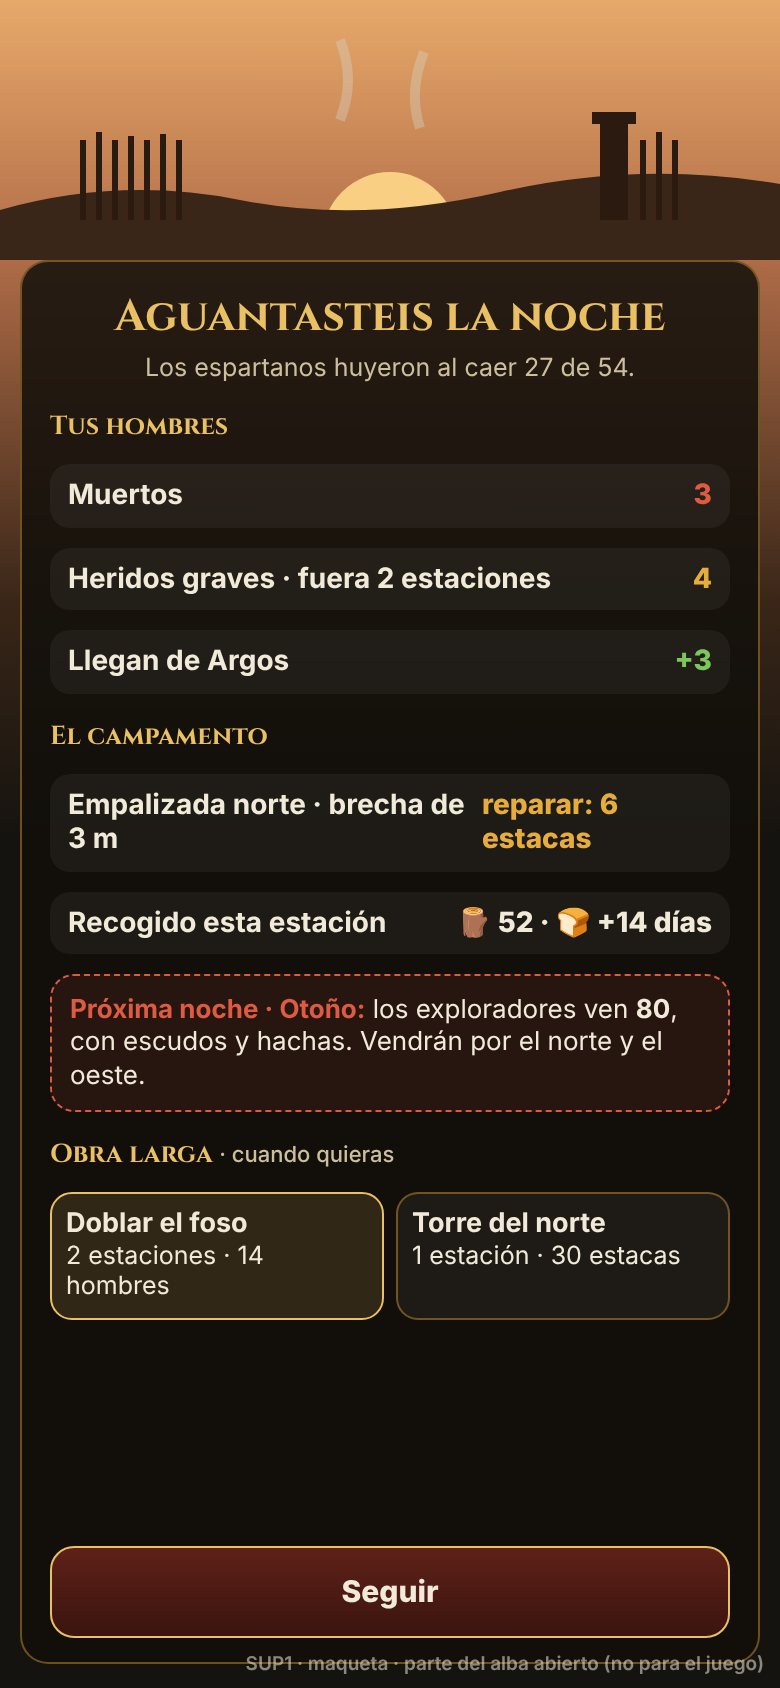 Aguantasteis la noche
Los espartanos huyeron al caer 27 de 54.
Tus hombres
Muertos 3
Heridos graves · fuera 2 estaciones 4
Llegan de Argos +3
El campamento
Empalizada norte · brecha de reparar: 6
3 m estacas
Recogido esta estación 🪵 52 · 🍞 +14 días
Próxima noche · Otoño: los exploradores ven 80,
con escudos y hachas. Vendrán por el norte y el
oeste.
Obra larga · cuando quieras
Doblar el foso
2 estaciones · 14
hombres
Torre del norte
1 estación · 30 estacas
Seguir
SUP1 · maqueta · parte del alba abierto (no para el juego)